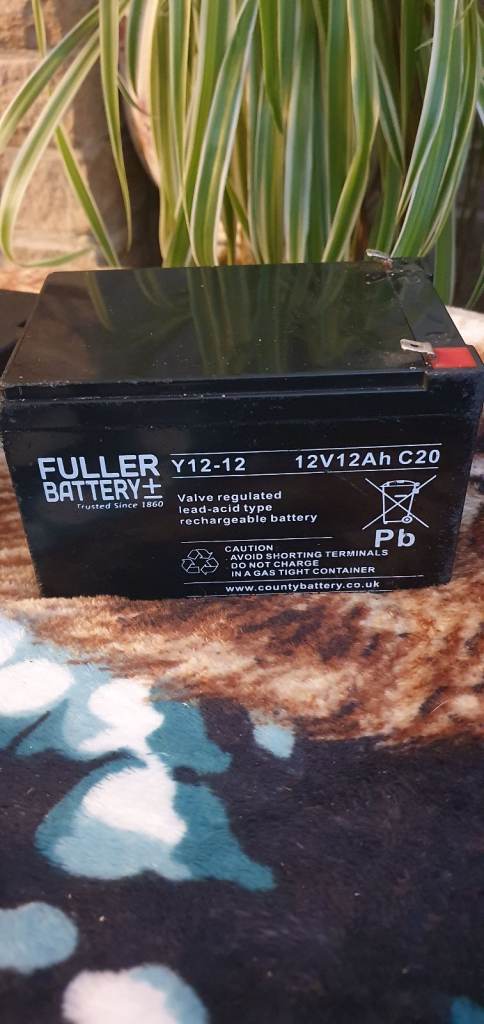 FULLER
BATTERY±
Trusted Since 1860
Y12-12 12V12Ah C20
Valve regulated
lead-acid type
rechargeable battery
Pb
CAUTION
AVOID SHORTING TERMINALS
DO NOT CHARGE
IN A GAS TIGHT CONTAINER
www.countybattery.co.uk